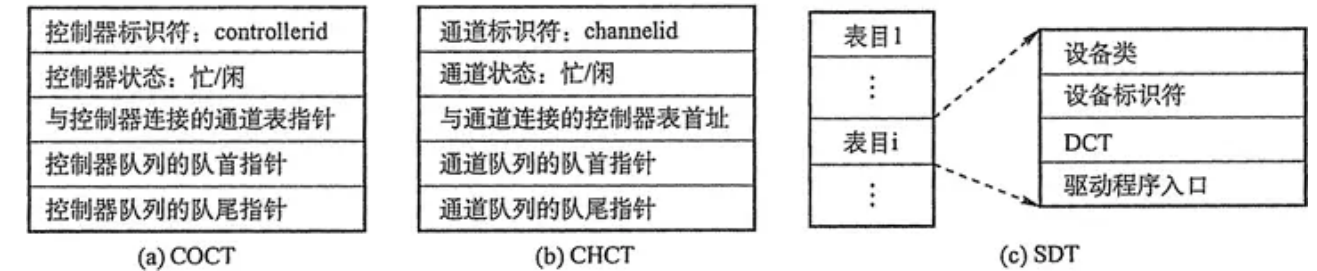 控制器标识符：controllerid
控制器状态：忙/闲
与控制器连接的通道表指针
控制器队列的队首指针
控制器队列的队尾指针
(a) COCT
通道标识符：channelid
通道状态：忙/闲
与通道连接的控制器表首址
通道队列的队首指针
通道队列的队尾指针
(b) CHCT
表目1
⋮
表目i
⋮
设备类
设备标识符
DCT
驱动程序入口
(c) SDT